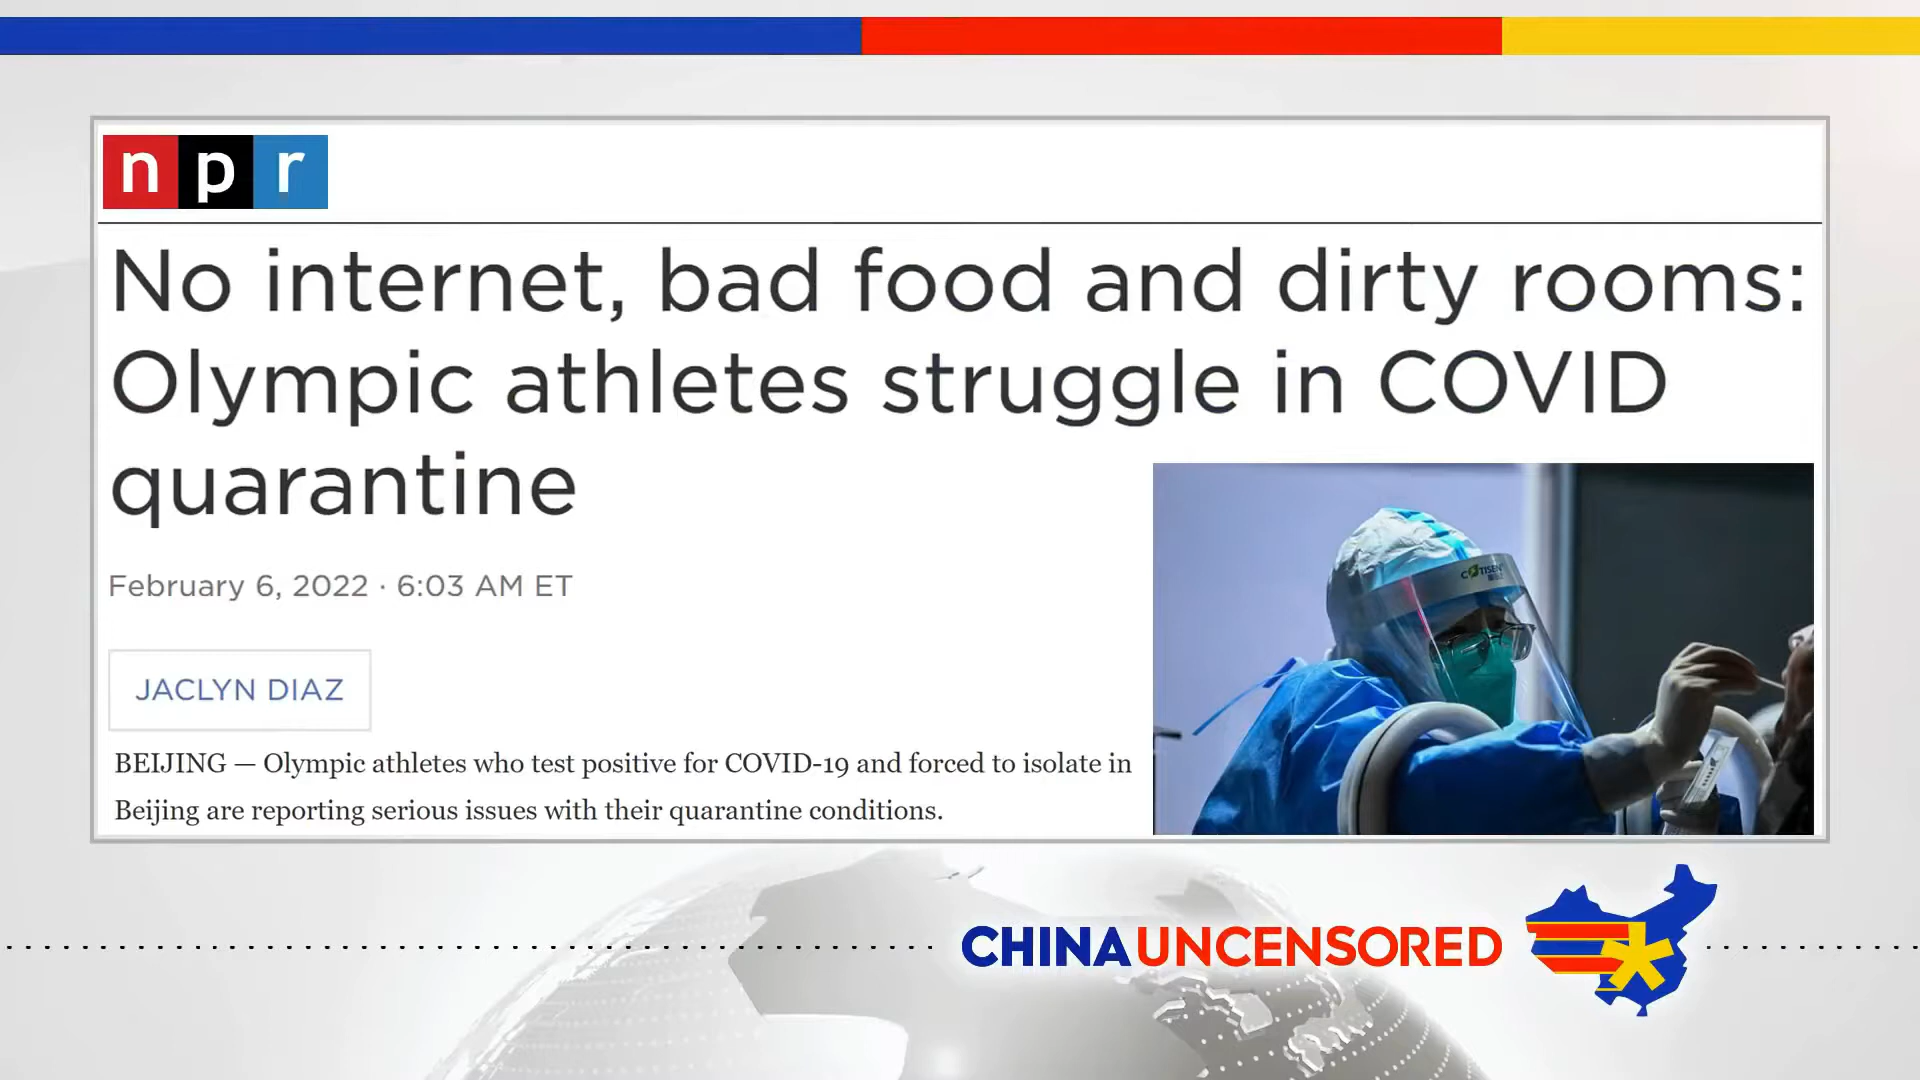 npr
No internet, bad food and dirty rooms:
Olympic athletes struggle in COVID
quarantine
February 6, 2022 · 6:03 AM ET
JACLYN DIAZ
BEIJING — Olympic athletes who test positive for COVID-19 and forced to isolate in
Beijing are reporting serious issues with their quarantine conditions.
COTISEN
CHINAUNCENSORED